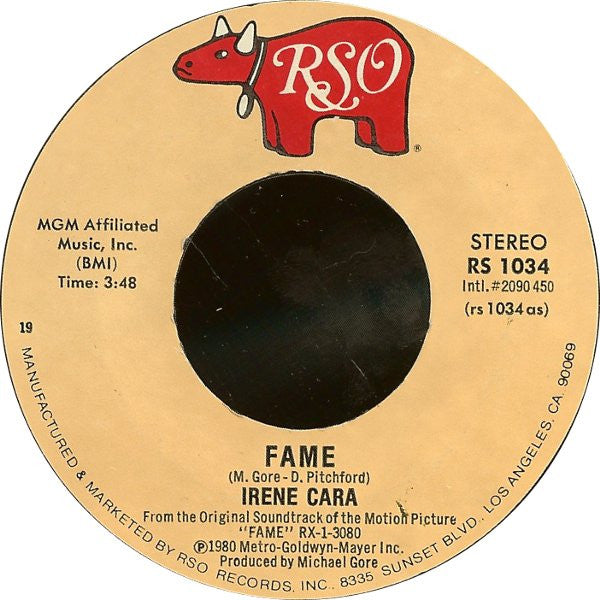 RSO
®
MGM Affiliated
Music, Inc.
(BMI)
Time: 3:48
STEREO
RS 1034
Intl.#2090 450
(rs 1034 as)
19
FAME
(M. Gore-D. Pitchford)
IRENE CARA
From the Original Soundtrack of the Motion Picture
"FAME" RX-1-3080
℗1980 Metro-Goldwyn-Mayer Inc.
Produced by Michael Gore
MANUFACTURED & MARKETED BY RSO RECORDS, INC., 8335 SUNSET BLVD., LOS ANGELES, CA. 90069